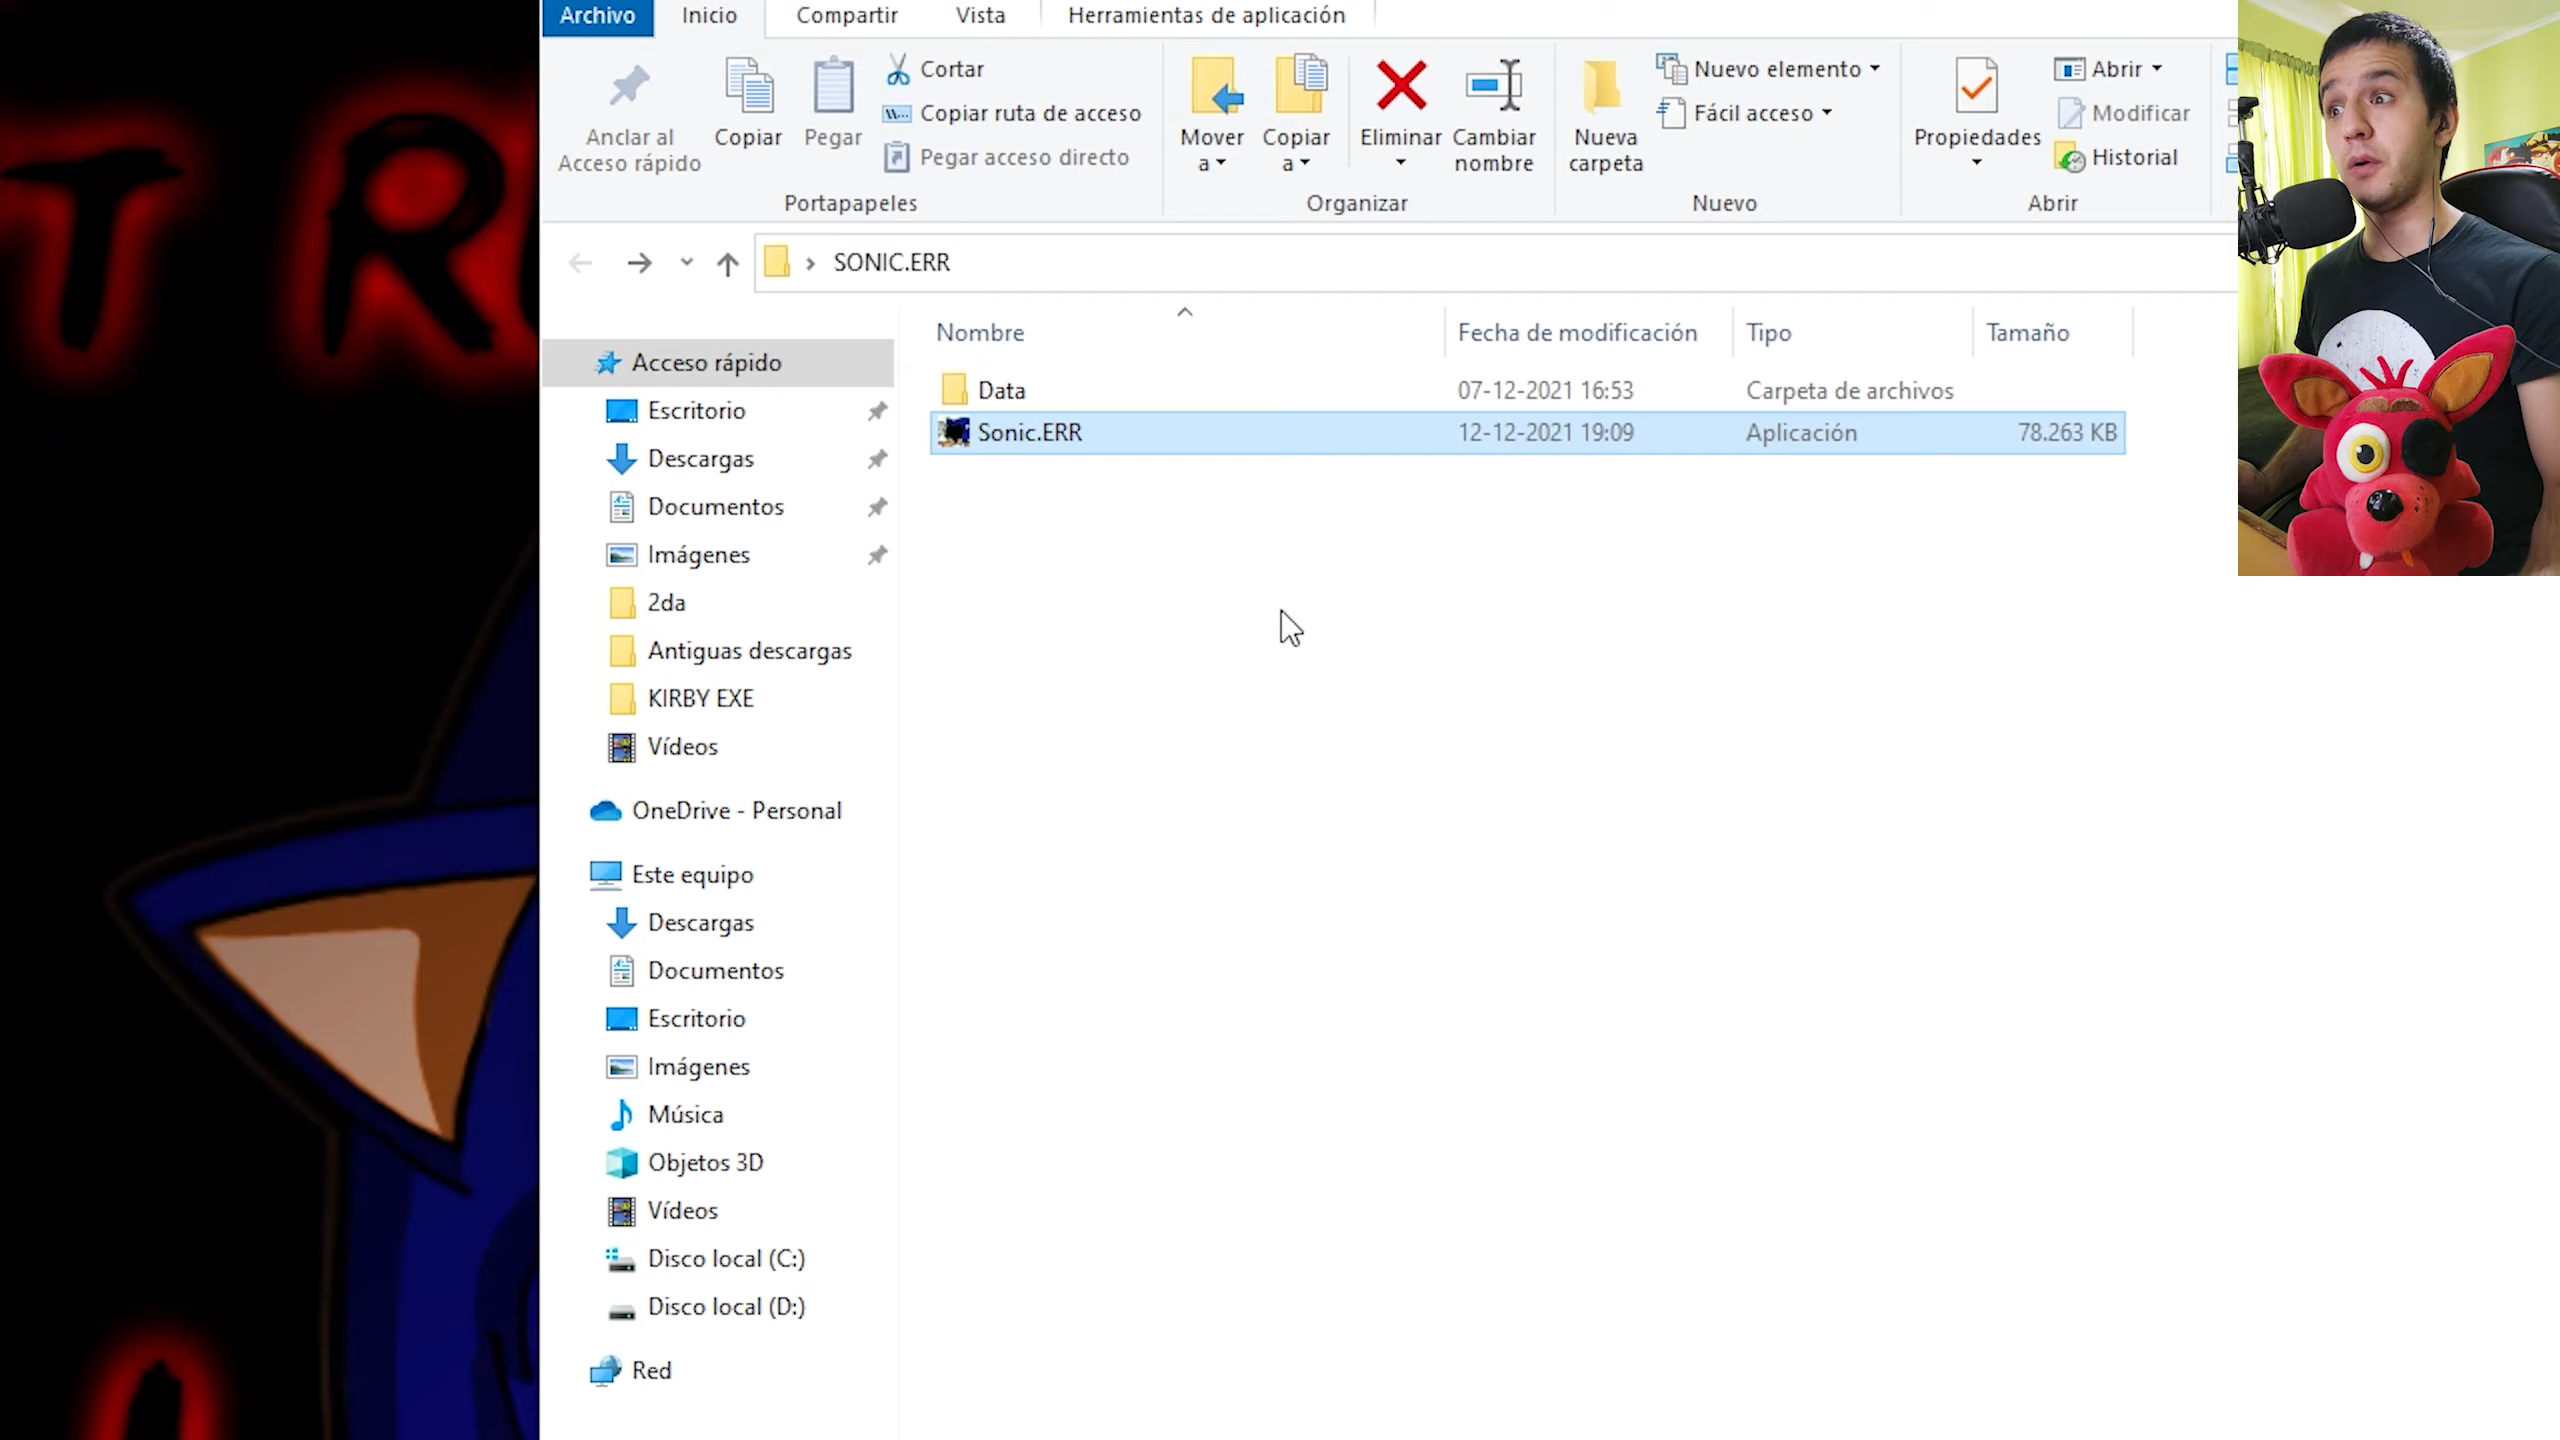 T R
Archivo
Inicio
Compartir
Vista
Herramientas de aplicación
Anclar al
Acceso rápido
Copiar
Pegar
Cortar
Copiar ruta de acceso
Pegar acceso directo
Portapapeles
Mover
a
Copiar
a
Eliminar
Cambiar
nombre
Organizar
Nueva
carpeta
Nuevo elemento
Fácil acceso
Nuevo
Propiedades
Abrir
Modificar
Historial
Abrir
SONIC.ERR
Nombre
Fecha de modificación
Tipo
Tamaño
Data
07-12-2021 16:53
Carpeta de archivos
Sonic.ERR
12-12-2021 19:09
Aplicación
78.263 KB
Acceso rápido
Escritorio
Descargas
Documentos
Imágenes
2da
Antiguas descargas
KIRBY EXE
Vídeos
OneDrive - Personal
Este equipo
Descargas
Documentos
Escritorio
Imágenes
Música
Objetos 3D
Vídeos
Disco local (C:)
Disco local (D:)
Red